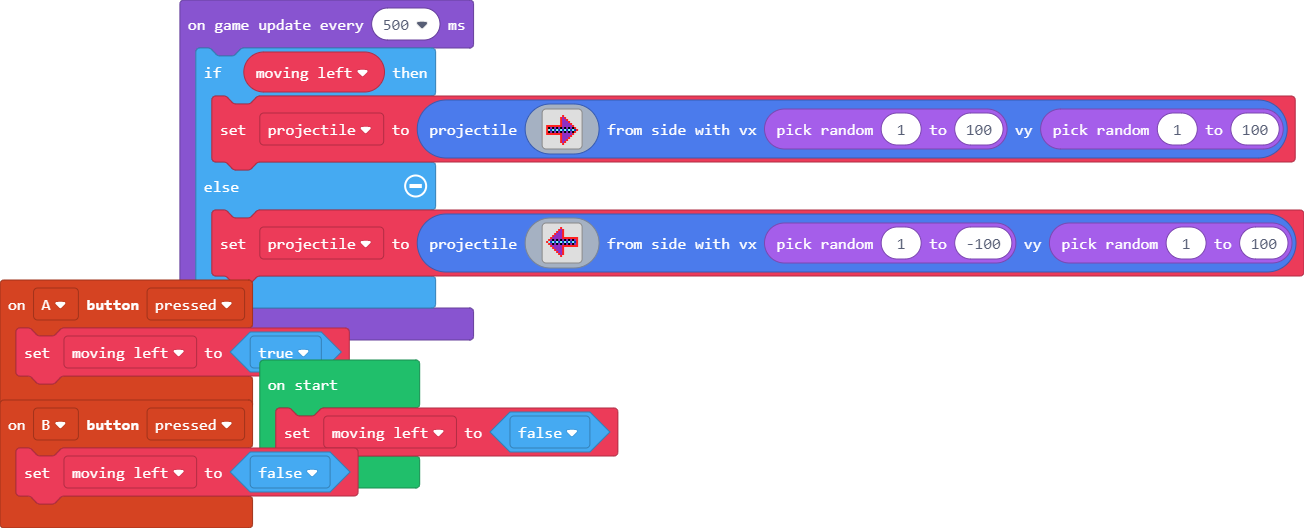 on game update every 500 ms
if moving left then
set projectile to projectile from side with vx pick random 1 to 100 vy pick random 1 to 100
else
set projectile to projectile from side with vx pick random 1 to -100 vy pick random 1 to 100
on A button pressed
set moving left to true
on start
on B button pressed
set moving left to false
set moving left to false